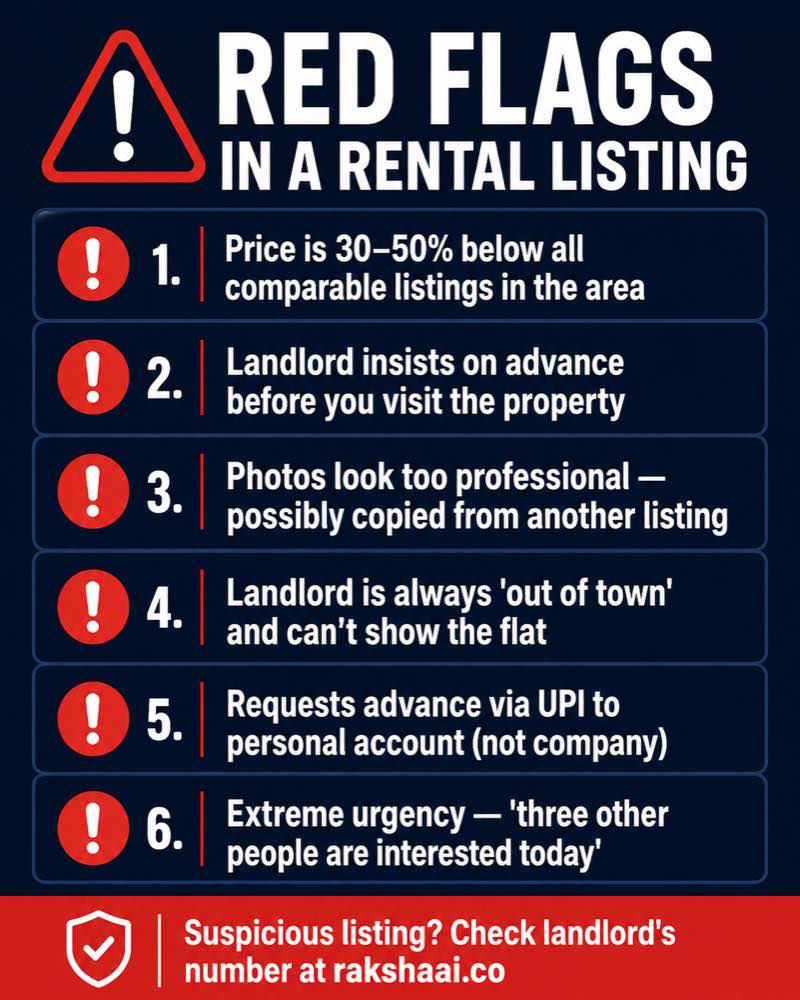 RED FLAGS
IN A RENTAL LISTING
1. Price is 30–50% below all
comparable listings in the area
2. Landlord insists on advance
before you visit the property
3. Photos look too professional —
possibly copied from another listing
4. Landlord is always 'out of town'
and can't show the flat
5. Requests advance via UPI to
personal account (not company)
6. Extreme urgency — 'three other
people are interested today'
Suspicious listing? Check landlord's
number at rakshaai.co